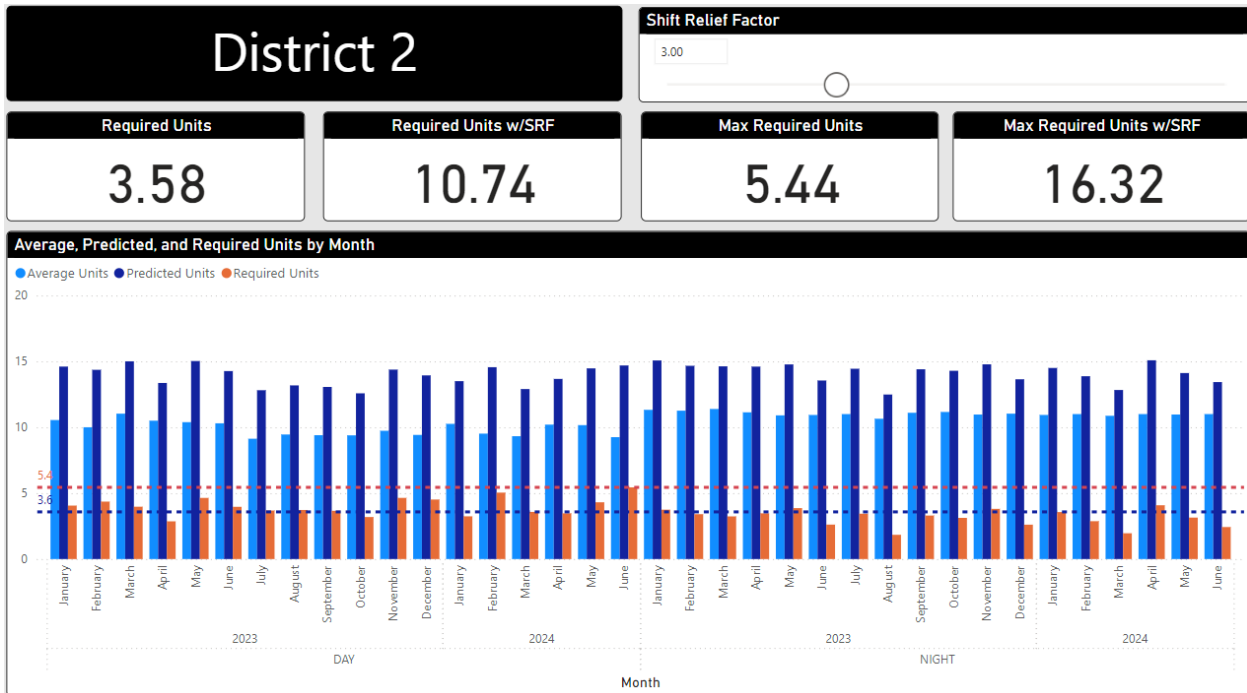 District 2
Shift Relief Factor
3.00
Required Units
3.58
Required Units w/SRF
10.74
Max Required Units
5.44
Max Required Units w/SRF
16.32
Average, Predicted, and Required Units by Month
Average Units Predicted Units Required Units
20
15
10
5
0
5.4
3.6
January February March April May June July August September October November December January February March April May June January February March April May June July August September October November December January February March April May June
2023 2024 2023 2024
DAY NIGHT
Month